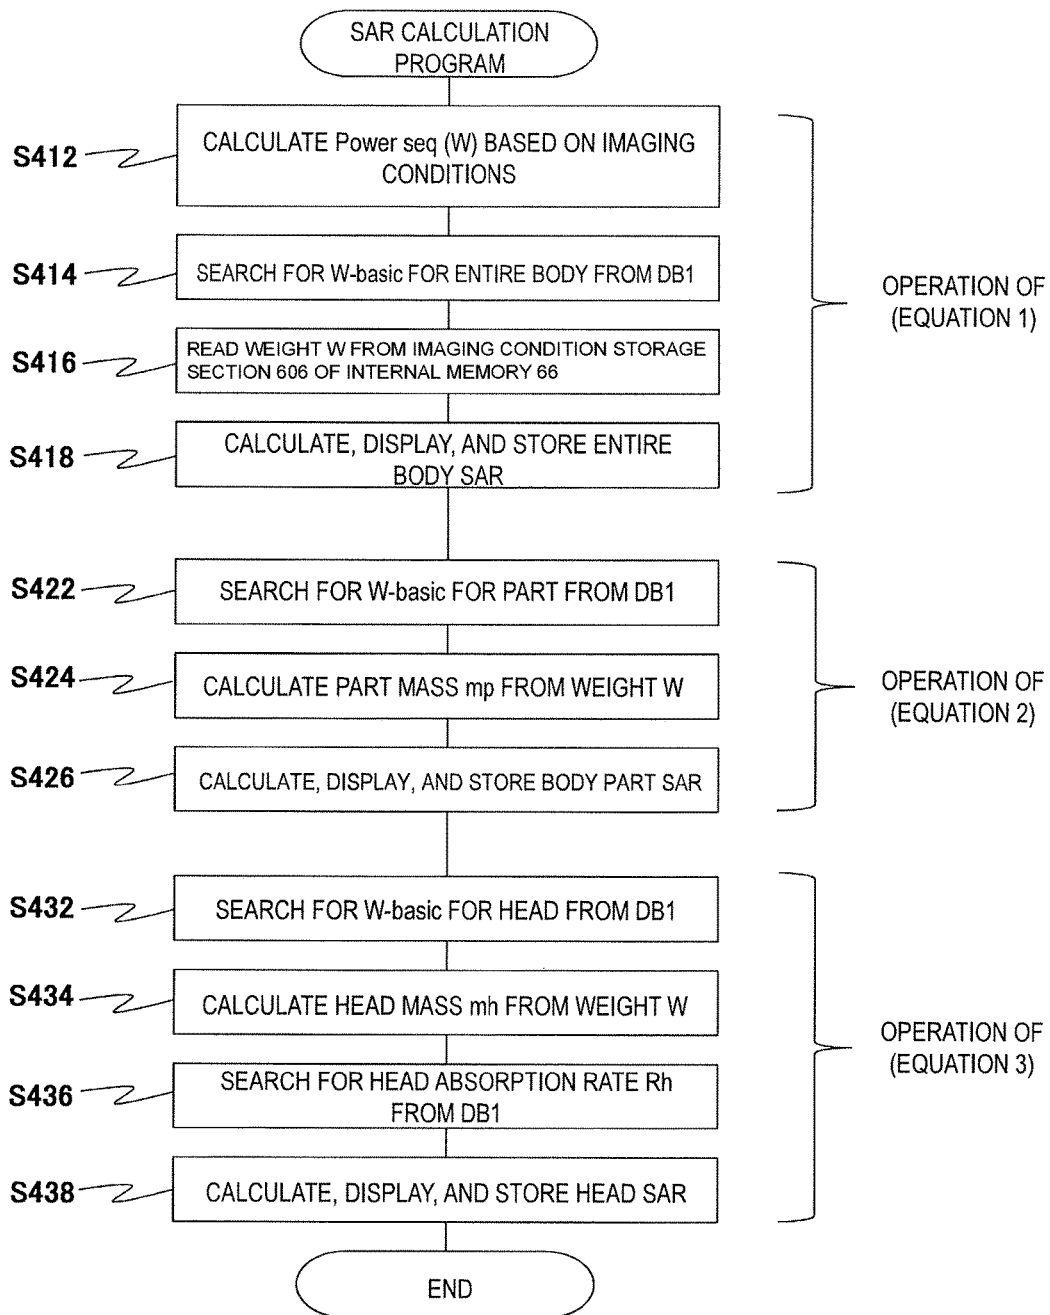 SAR CALCULATION
PROGRAM
S412
CALCULATE Power seq (W) BASED ON IMAGING
CONDITIONS
S414
SEARCH FOR W-basic FOR ENTIRE BODY FROM DB1
S416
READ WEIGHT W FROM IMAGING CONDITION STORAGE
SECTION 606 OF INTERNAL MEMORY 66
S418
CALCULATE, DISPLAY, AND STORE ENTIRE
BODY SAR
OPERATION OF
(EQUATION 1)
S422
SEARCH FOR W-basic FOR PART FROM DB1
S424
CALCULATE PART MASS mp FROM WEIGHT W
S426
CALCULATE, DISPLAY, AND STORE BODY PART SAR
OPERATION OF
(EQUATION 2)
S432
SEARCH FOR W-basic FOR HEAD FROM DB1
S434
CALCULATE HEAD MASS mh FROM WEIGHT W
S436
SEARCH FOR HEAD ABSORPTION RATE Rh
FROM DB1
S438
CALCULATE, DISPLAY, AND STORE HEAD SAR
OPERATION OF
(EQUATION 3)
END